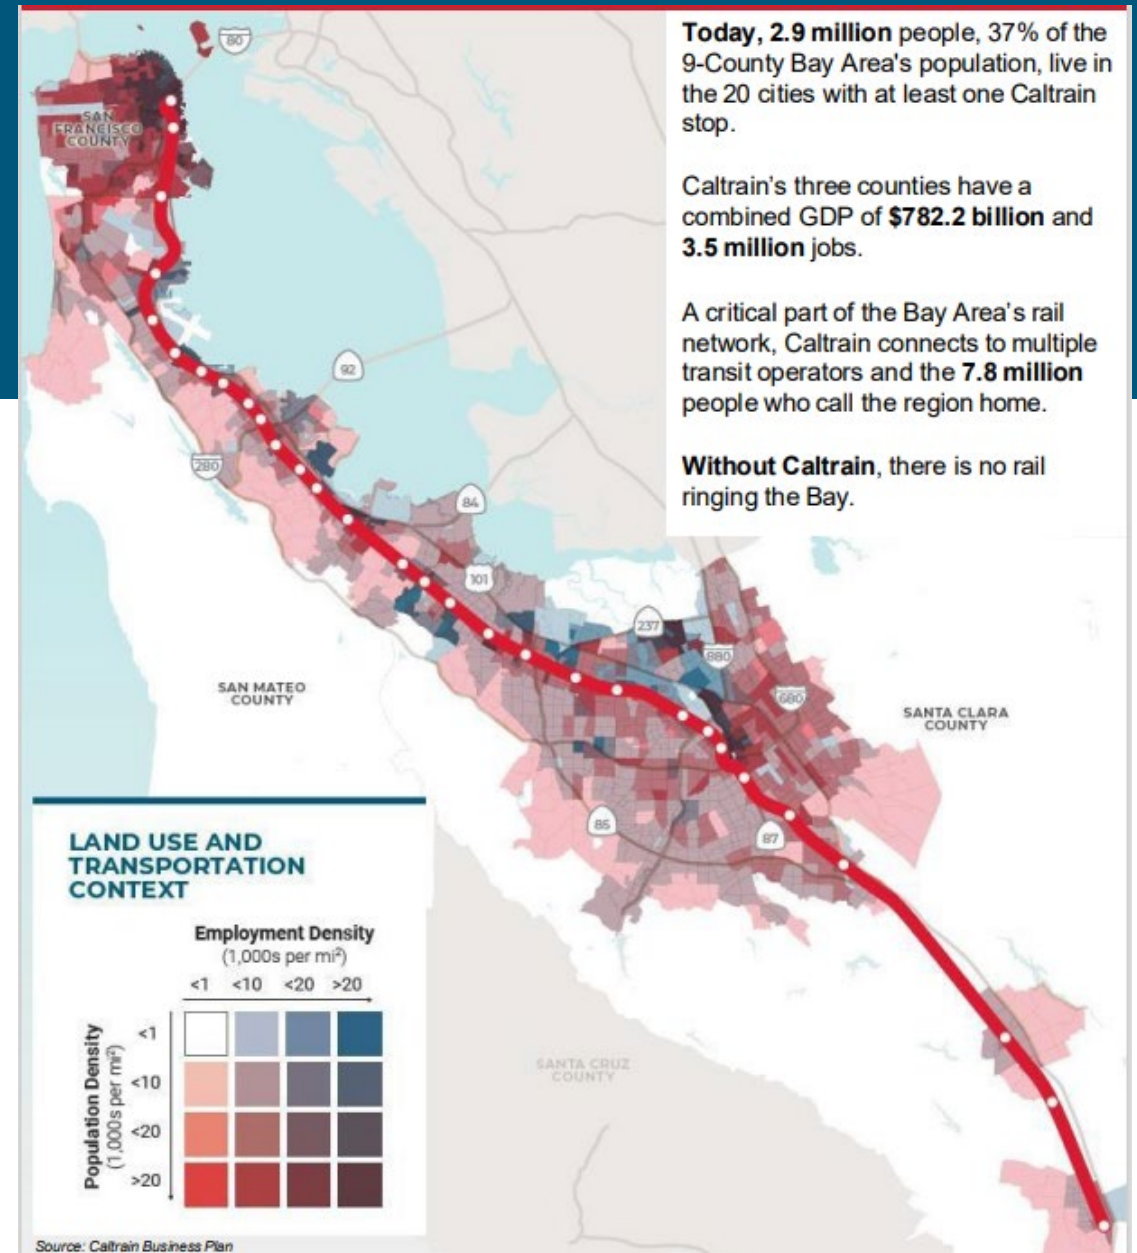 Today, 2.9 million people, 37% of the
9-County Bay Area's population, live in
the 20 cities with at least one Caltrain
stop.
Caltrain's three counties have a
combined GDP of $782.2 billion and
3.5 million jobs.
A critical part of the Bay Area's rail
network, Caltrain connects to multiple
transit operators and the 7.8 million
people who call the region home.
Without Caltrain, there is no rail
ringing the Bay.
80
SAN
FRANCISCO
COUNTY
92
280
84
101
237
880
680
SAN MATEO
COUNTY
SANTA CLARA
COUNTY
85
87
SANTA CRUZ
COUNTY
LAND USE AND
TRANSPORTATION
CONTEXT
Employment Density
(1,000s per mi²)
<1 <10 <20 >20
Population Density
(1,000s per mi²)
<1
<10
<20
>20
Source: Caltrain Business Plan